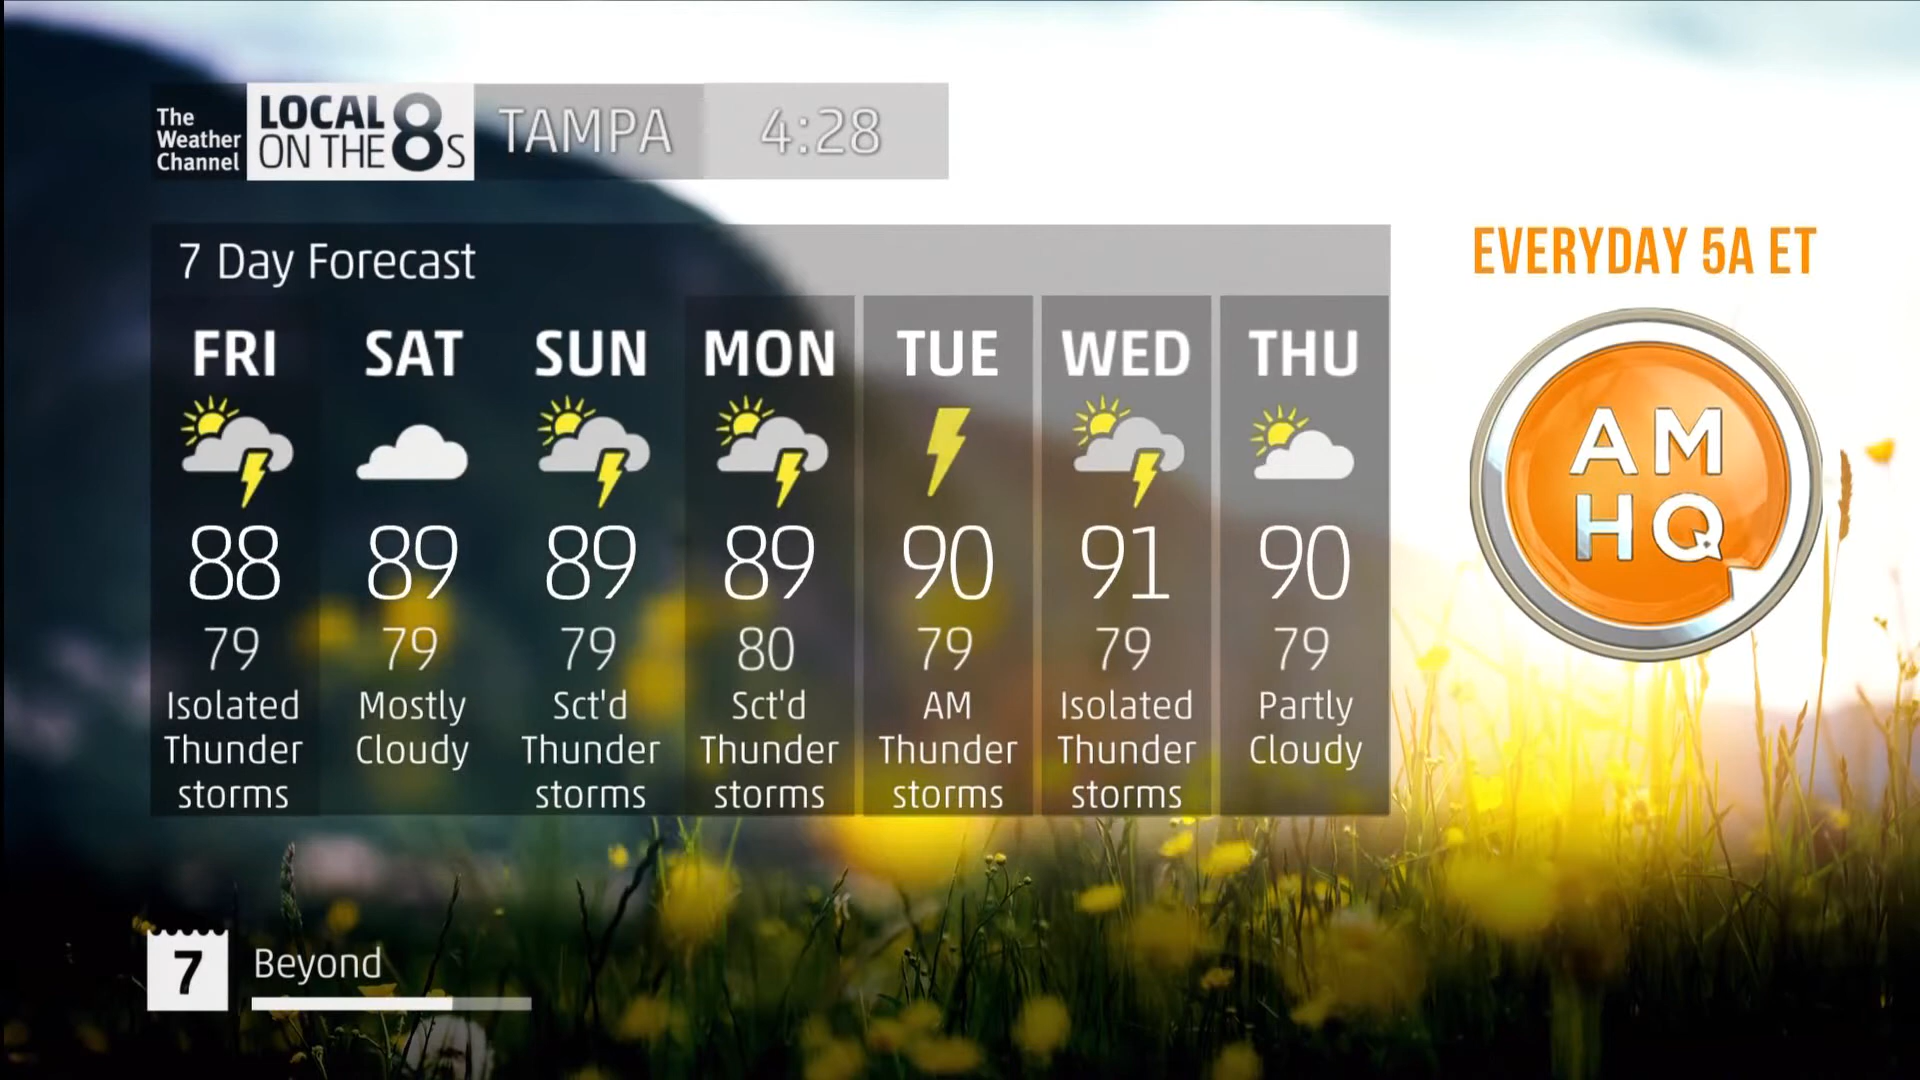 The
Weather
Channel
LOCAL
ON THE 8s
TAMPA
4:28
7 Day Forecast
EVERYDAY 5A ET
FRI SAT SUN MON TUE WED THU
AM
HQ
88 89 89 89 90 91 90
79 79 79 80 79 79 79
Isolated Mostly Sct'd Sct'd AM Isolated Partly
Thunder Cloudy Thunder Thunder Thunder Thunder Cloudy
storms storms storms storms storms
7
Beyond